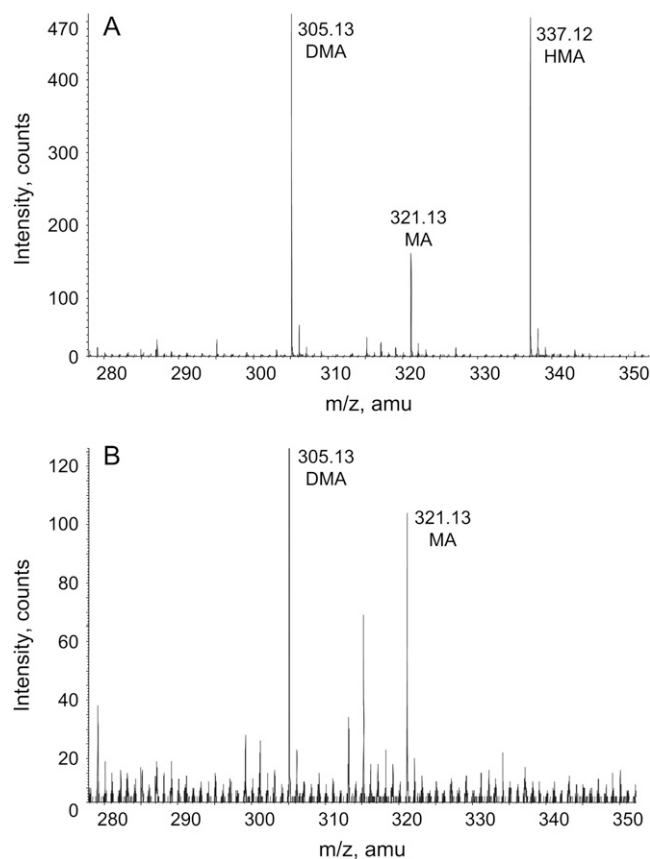 A
470
400
300
200
100
0
Intensity, counts
305.13
DMA
321.13
MA
337.12
HMA
280 290 300 310 320 330 340 350
m/z, amu
B
120
100
80
60
40
20
0
Intensity, counts
305.13
DMA
321.13
MA
280 290 300 310 320 330 340 350
m/z, amu